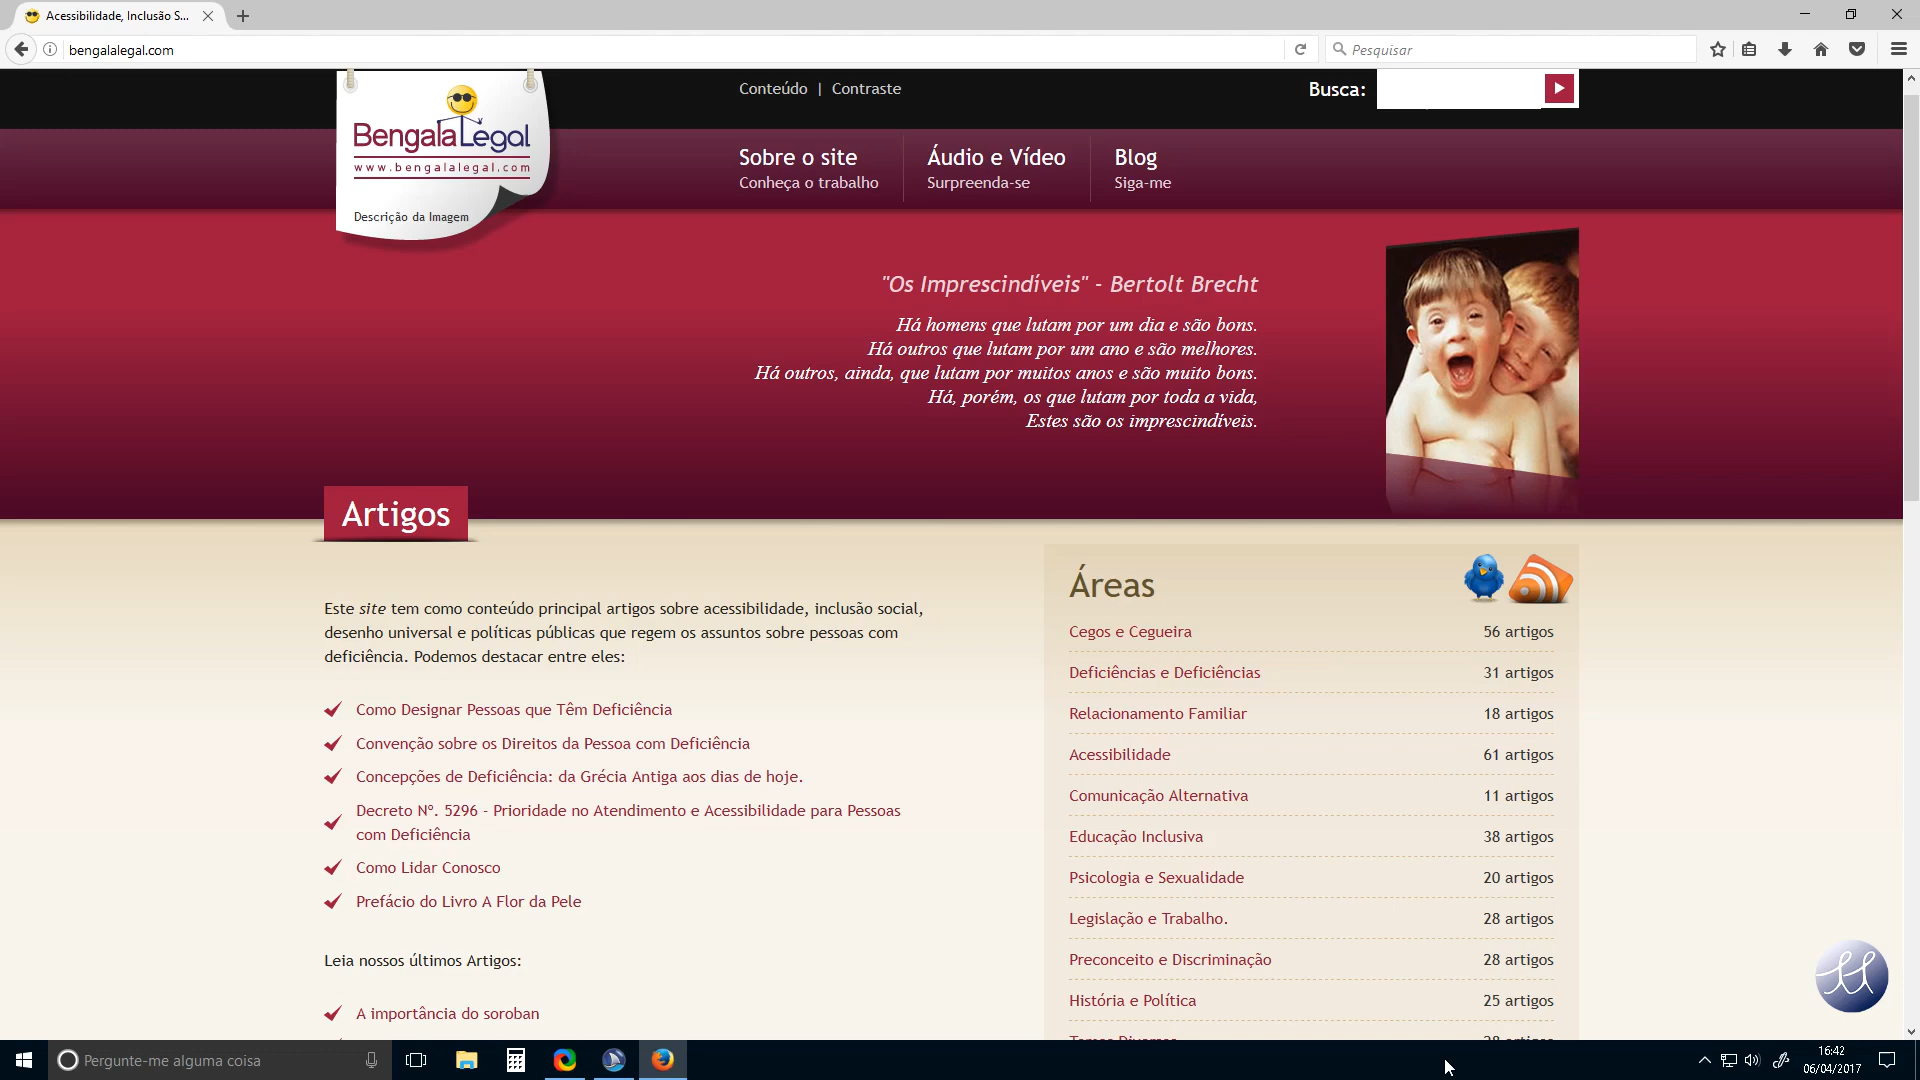 Acessibilidade, Inclusão S...
bengalalegal.com
Pesquisar
Conteúdo | Contraste
Busca:
BengalaLegal
www.bengalalegal.com
Descrição da Imagem
Sobre o site
Conheça o trabalho
Áudio e Vídeo
Surpreenda-se
Blog
Siga-me
"Os Imprescindíveis" - Bertolt Brecht
Há homens que lutam por um dia e são bons.
Há outros que lutam por um ano e são melhores.
Há outros, ainda, que lutam por muitos anos e são muito bons.
Há, porém, os que lutam por toda a vida,
Estes são os imprescindíveis.
Artigos
Este site tem como conteúdo principal artigos sobre acessibilidade, inclusão social,
desenho universal e políticas públicas que regem os assuntos sobre pessoas com
deficiência. Podemos destacar entre eles:
Como Designar Pessoas que Têm Deficiência
Convenção sobre os Direitos da Pessoa com Deficiência
Concepções de Deficiência: da Grécia Antiga aos dias de hoje.
Decreto Nº. 5296 - Prioridade no Atendimento e Acessibilidade para Pessoas
com Deficiência
Como Lidar Conosco
Prefácio do Livro A Flor da Pele
Leia nossos últimos Artigos:
A importância do soroban
Áreas
Cegos e Cegueira 56 artigos
Deficiências e Deficiências 31 artigos
Relacionamento Familiar 18 artigos
Acessibilidade 61 artigos
Comunicação Alternativa 11 artigos
Educação Inclusiva 38 artigos
Psicologia e Sexualidade 20 artigos
Legislação e Trabalho. 28 artigos
Preconceito e Discriminação 28 artigos
História e Política 25 artigos
Pergunte-me alguma coisa
16:42
06/04/2017